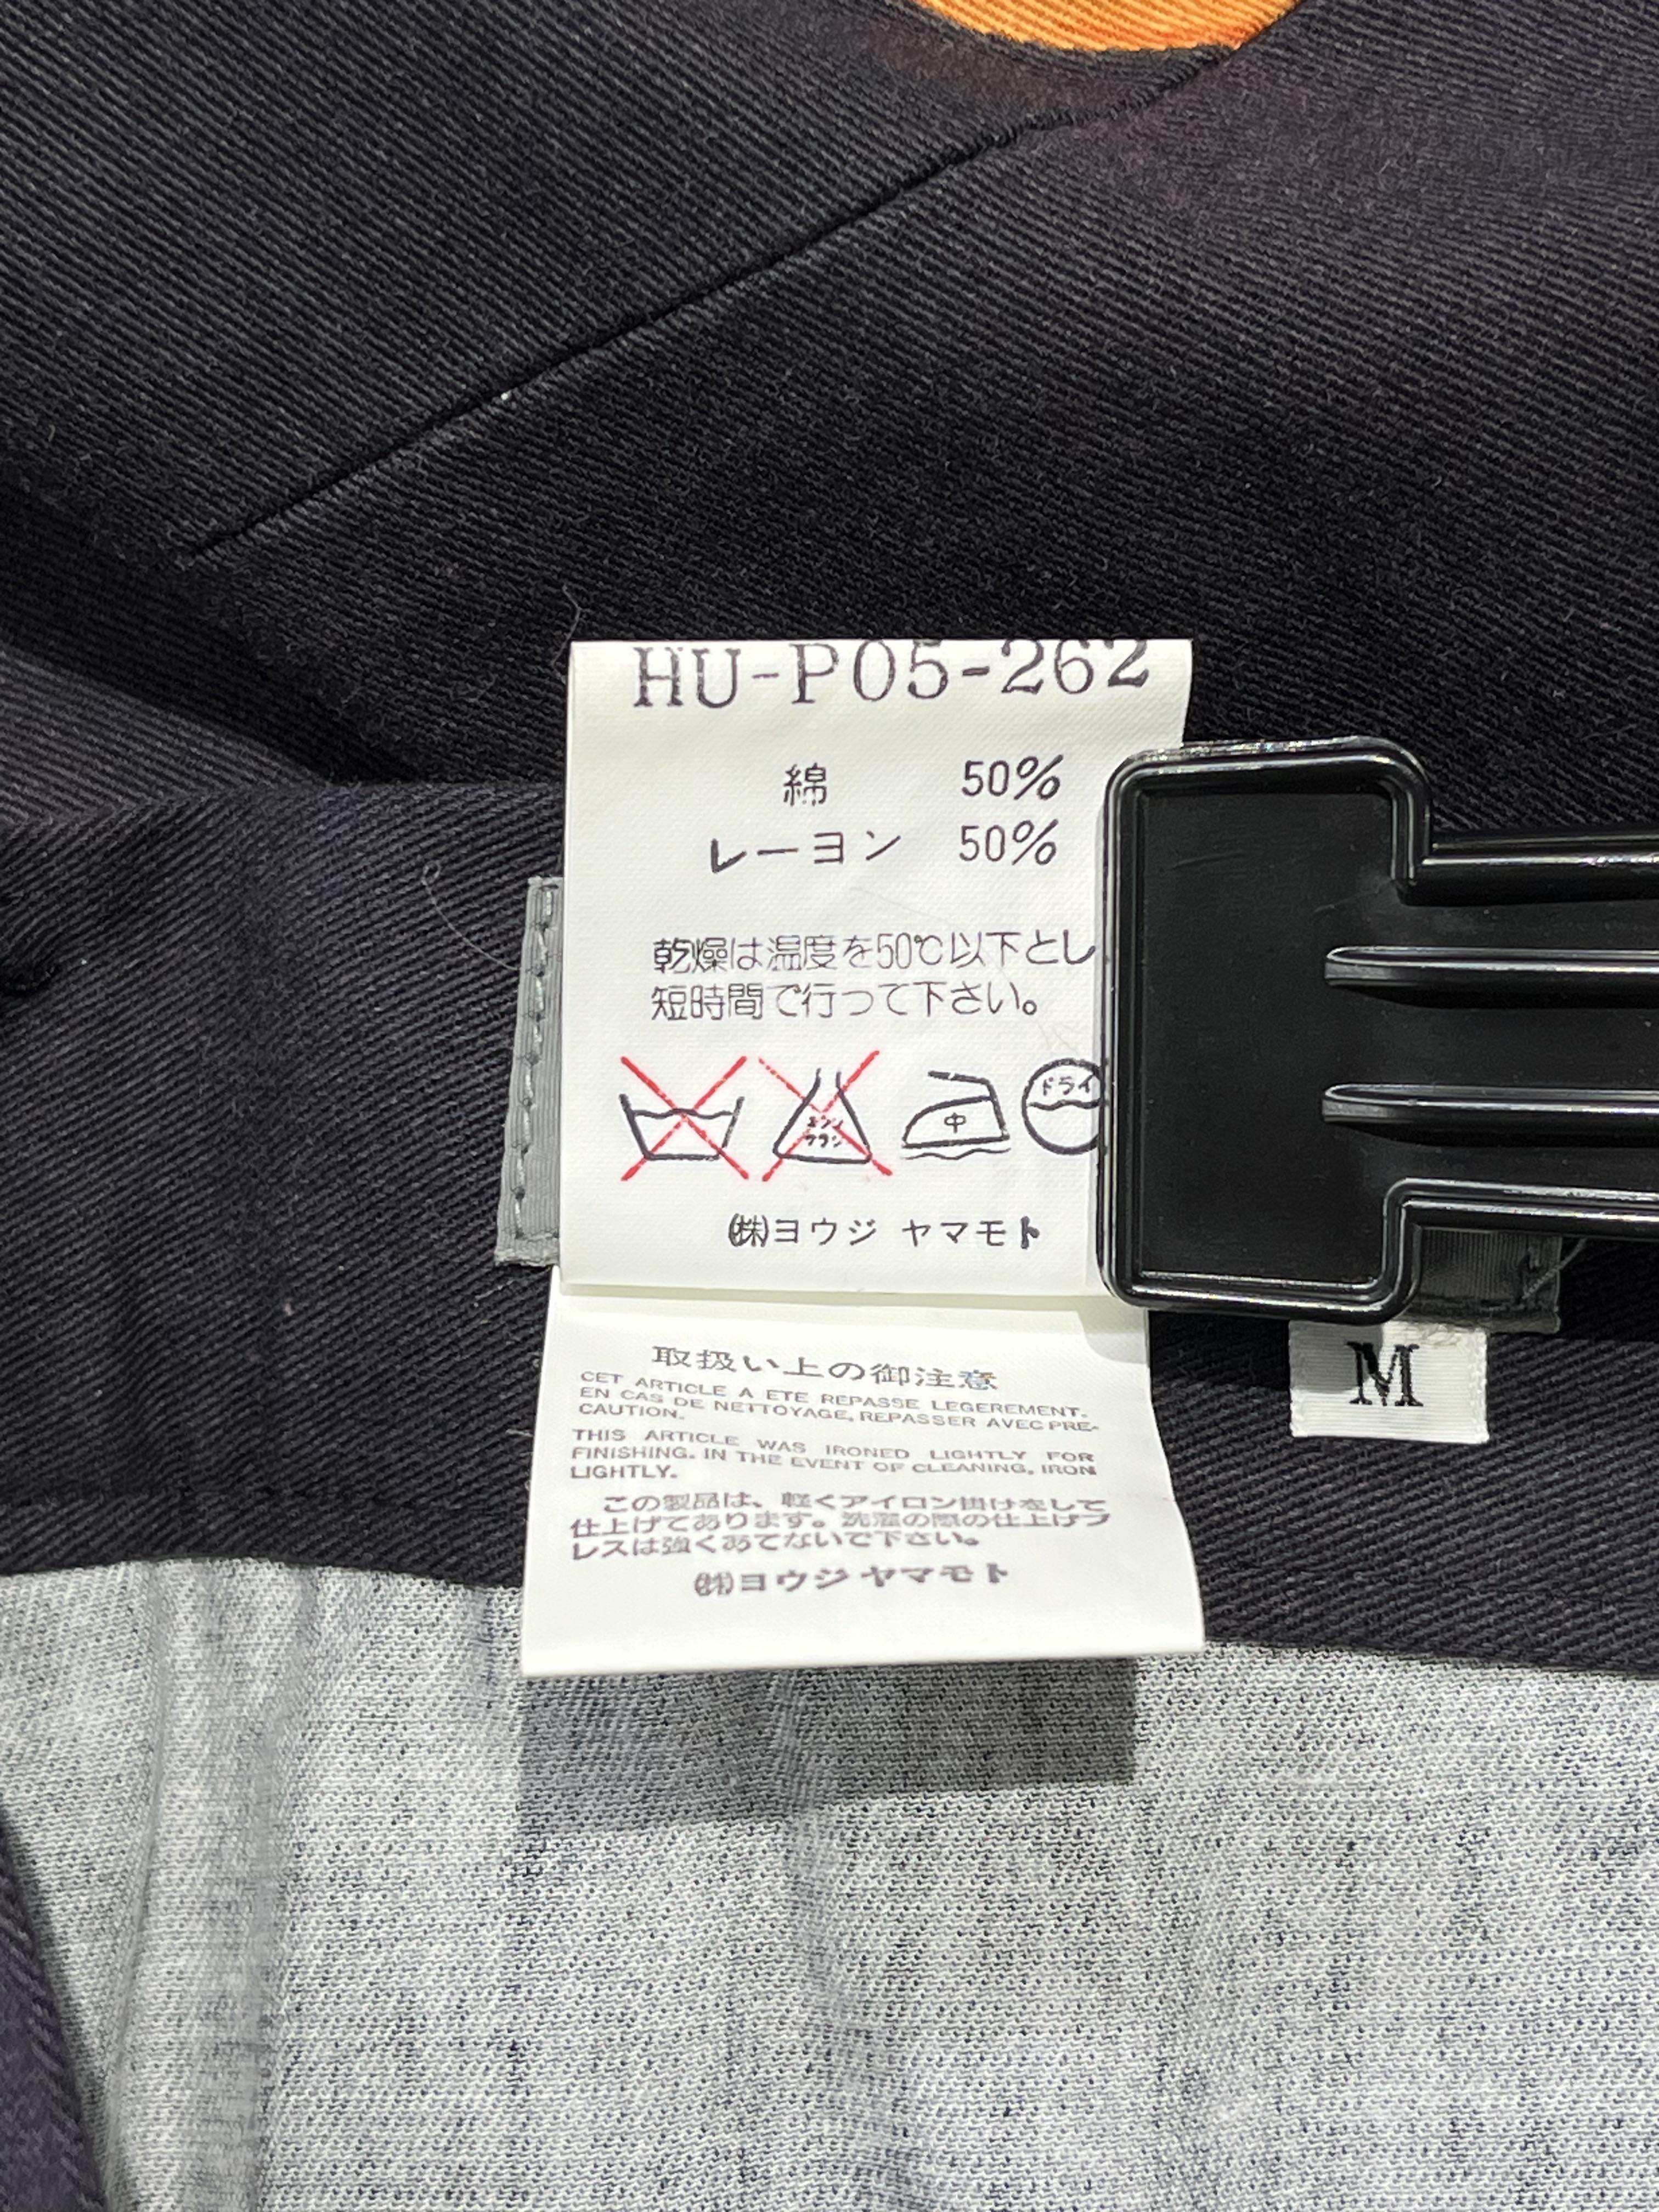 HU-P05-262
綿 50%
レーヨン 50%
乾燥は温度を50℃以下とし
短時間で行って下さい。
エンソ
フラシ
中
ドライ
㈱ヨウジ ヤマモト
取扱い上の御注意
CET ARTICLE A ETE REPASSE LEGEREMENT.
EN CAS DE NETTOYAGE, REPASSER AVEC PRE-
CAUTION.
THIS ARTICLE WAS IRONED LIGHTLY FOR
FINISHING. IN THE EVENT OF CLEANING, IRON
LIGHTLY.
この製品は、軽くアイロン掛けをして
仕上げてあります。洗濯の際の仕上げプ
レスは強くあてないで下さい。
㈱ヨウジ ヤマモト
M